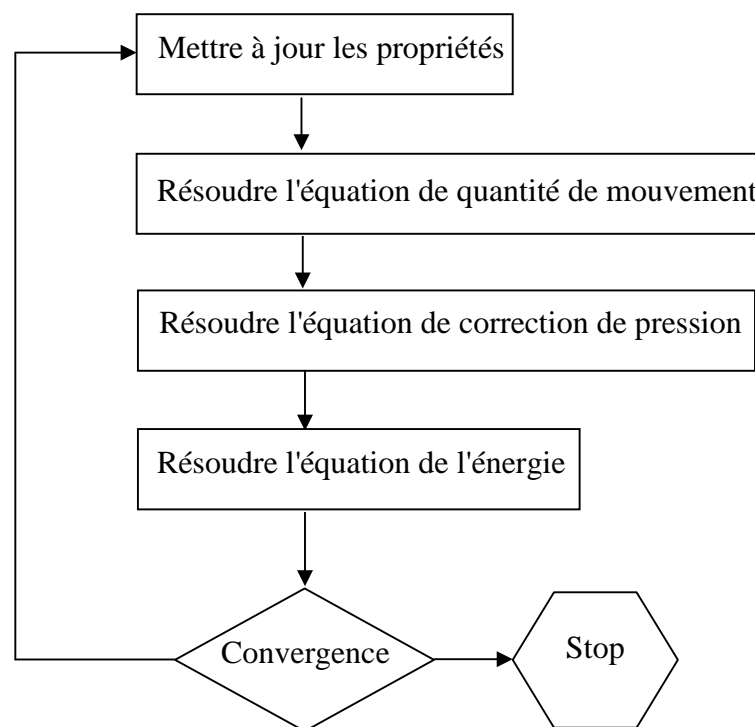 Mettre à jour les propriétés
Résoudre l'équation de quantité de mouvement
Résoudre l'équation de correction de pression
Résoudre l'équation de l'énergie
Convergence
Stop